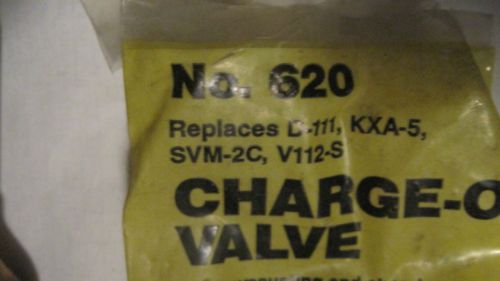 No. 620
Replaces D-111, KXA-5,
SVM-2C, V112-S
CHARGE-O
VALVE